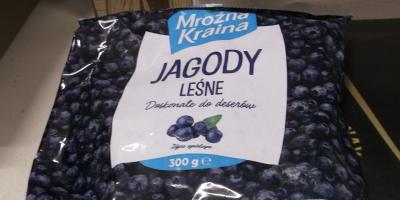 Mroźna
Kraina
JAGODY
LEŚNE
Doskonałe do deserów
300 g e